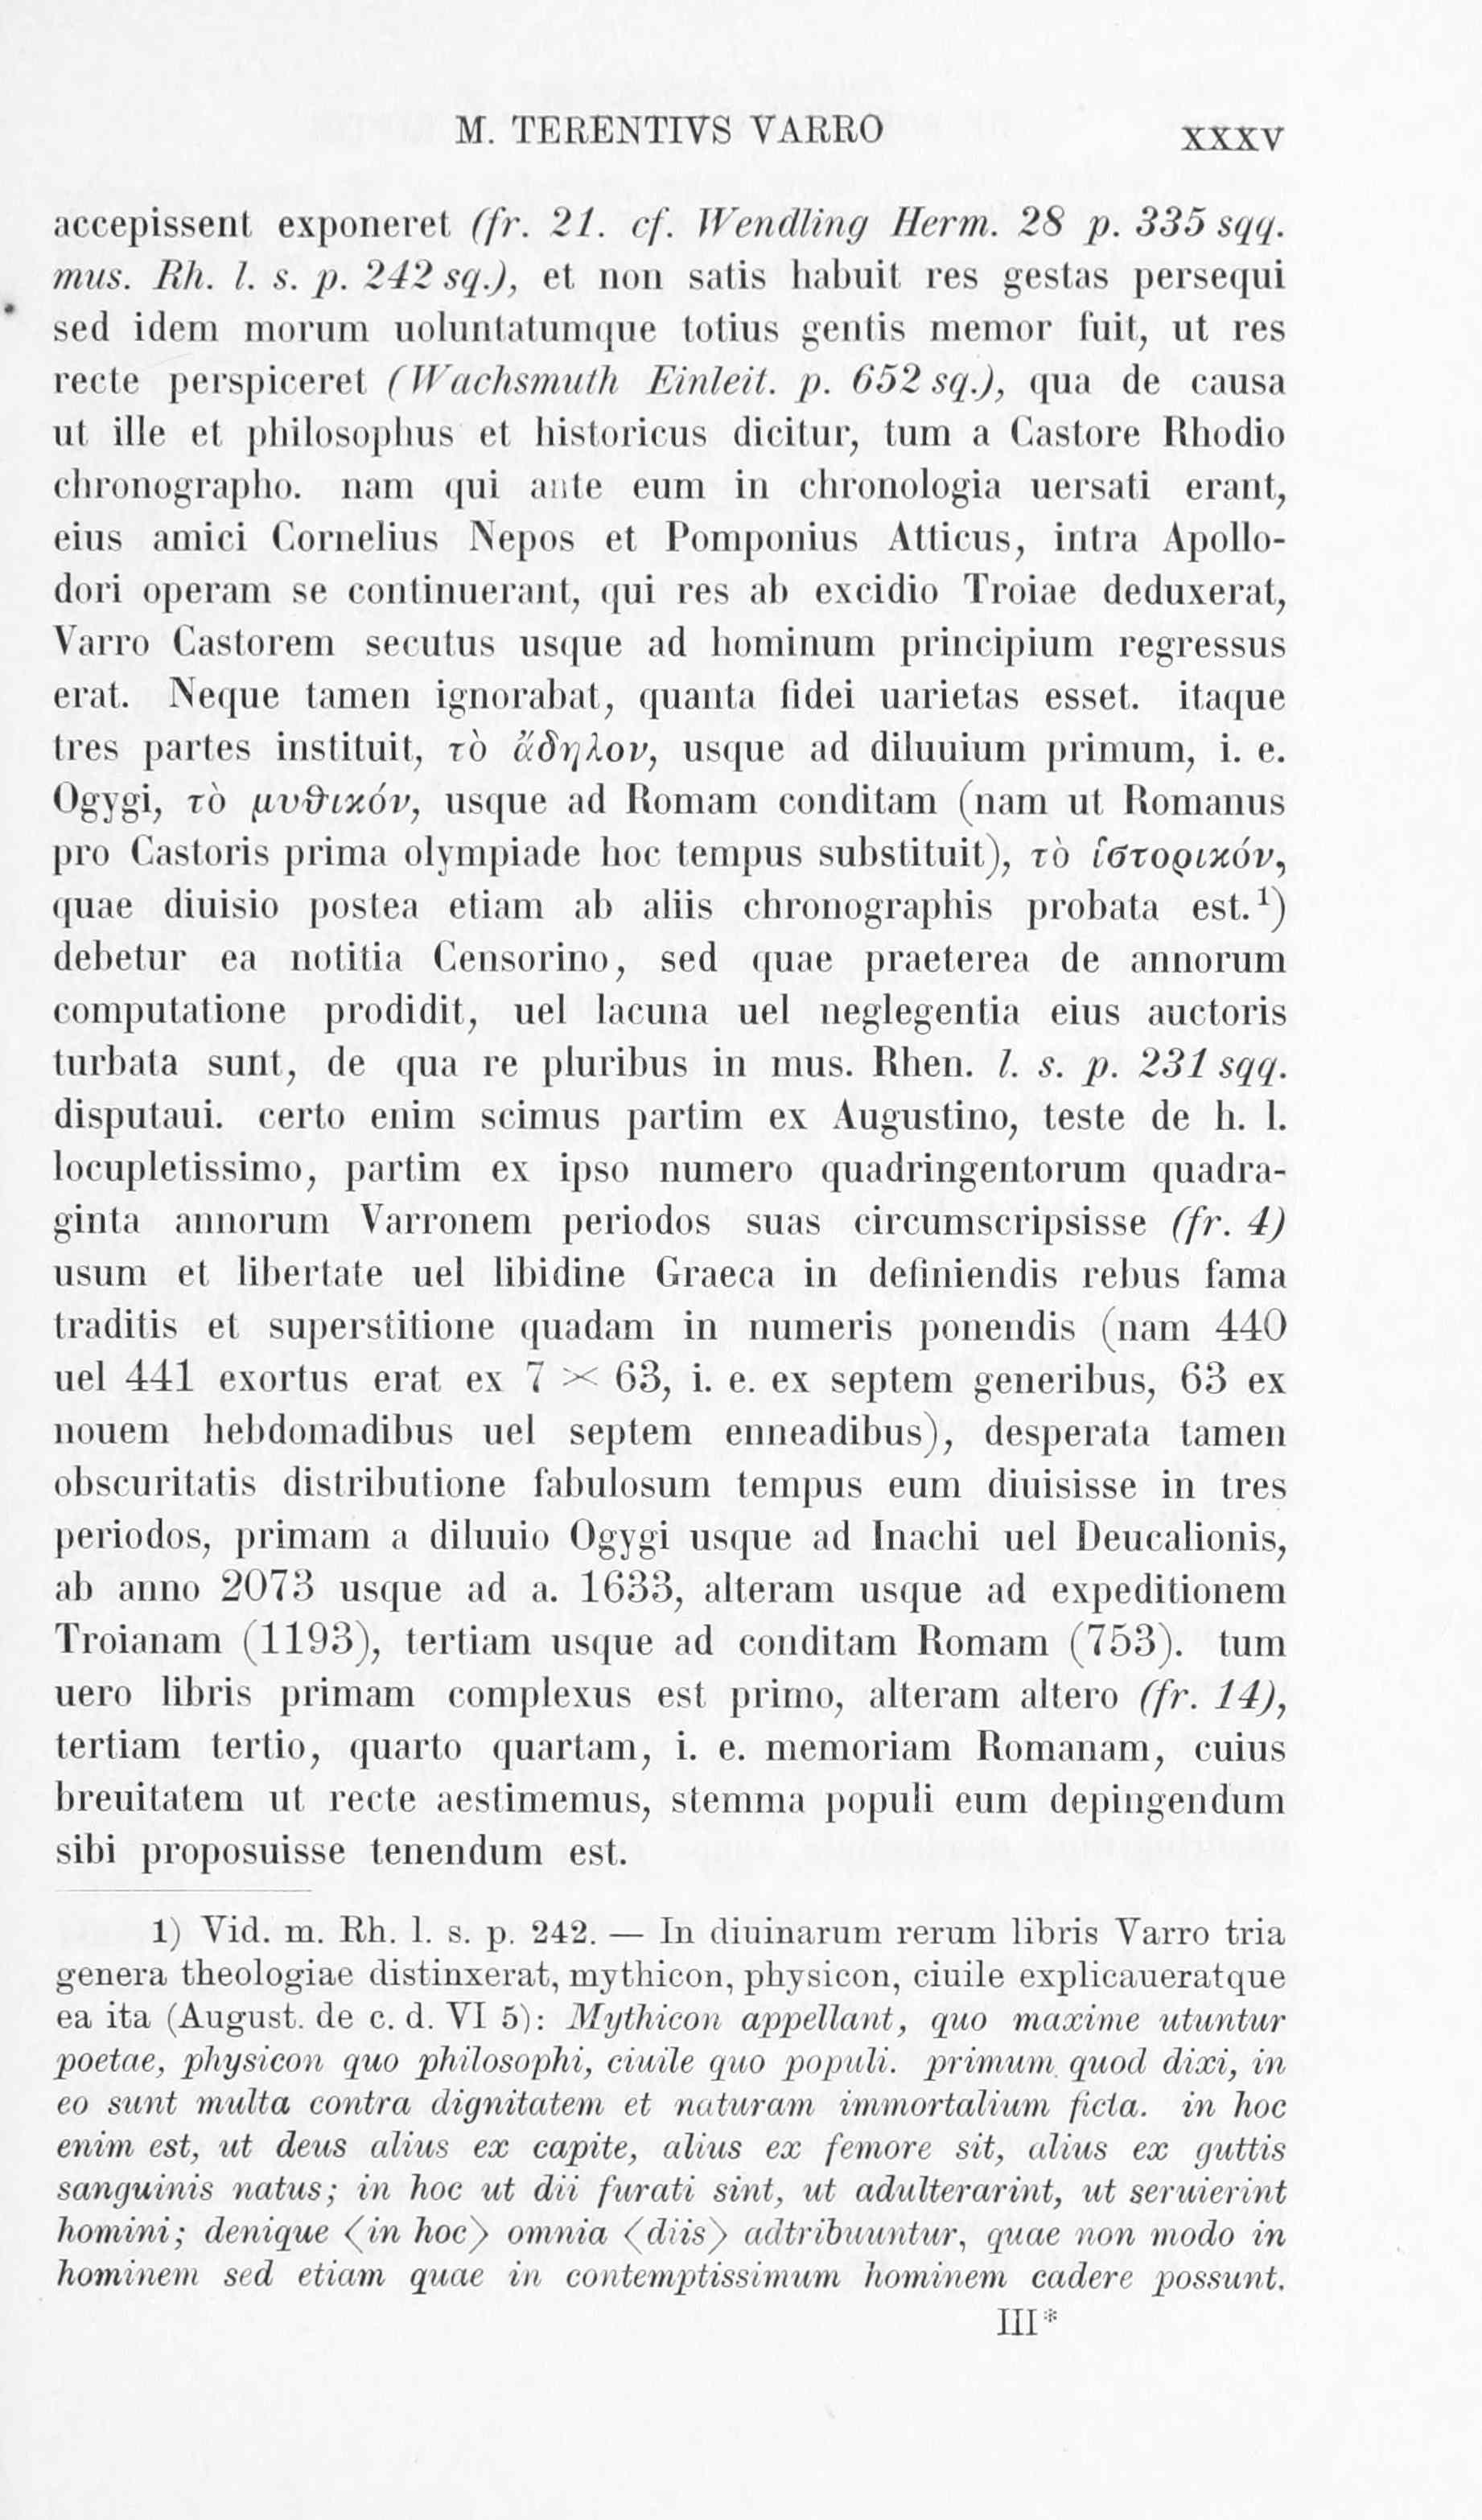 M. TERENTIVS VARRO XXXV
accepissent exponeret (fr. 21. cf. Wendling Herm. 28 p. 335 sqq.
mus. Rh. l. s. p. 242 sq.), et non satis habuit res gestas persequi
sed idem morum uoluntatumque totius gentis memor fuit, ut res
recte perspiceret (Wachsmuth Einleit. p. 652 sq.), qua de causa
ut ille et philosophus et historicus dicitur, tum a Castore Rhodio
chronographo. nam qui ante eum in chronologia uersati erant,
eius amici Cornelius Nepos et Pomponius Atticus, intra Apollo-
dori operam se continuerant, qui res ab excidio Troiae deduxerat,
Varro Castorem secutus usque ad hominum principium regressus
erat. Neque tamen ignorabat, quanta fidei uarietas esset. itaque
tres partes instituit, τὸ ἄδηλον, usque ad diluuium primum, i. e.
Ogygi, τὸ μυϑικόν, usque ad Romam conditam (nam ut Romanus
pro Castoris prima olympiade hoc tempus substituit), τὸ ἱστορικόν,
quae diuisio postea etiam ab aliis chronographis probata est.¹)
debetur ea notitia Censorino, sed quae praeterea de annorum
computatione prodidit, uel lacuna uel neglegentia eius auctoris
turbata sunt, de qua re pluribus in mus. Rhen. l. s. p. 231 sqq.
disputaui. certo enim scimus partim ex Augustino, teste de h. l.
locupletissimo, partim ex ipso numero quadringentorum quadra-
ginta annorum Varronem periodos suas circumscripsisse (fr. 4)
usum et libertate uel libidine Graeca in definiendis rebus fama
traditis et superstitione quadam in numeris ponendis (nam 440
uel 441 exortus erat ex 7 × 63, i. e. ex septem generibus, 63 ex
nouem hebdomadibus uel septem enneadibus), desperata tamen
obscuritatis distributione fabulosum tempus eum diuisisse in tres
periodos, primam a diluuio Ogygi usque ad Inachi uel Deucalionis,
ab anno 2073 usque ad a. 1633, alteram usque ad expeditionem
Troianam (1193), tertiam usque ad conditam Romam (753). tum
uero libris primam complexus est primo, alteram altero (fr. 14),
tertiam tertio, quarto quartam, i. e. memoriam Romanam, cuius
breuitatem ut recte aestimemus, stemma populi eum depingendum
sibi proposuisse tenendum est.
1) Vid. m. Rh. l. s. p. 242. — In diuinarum rerum libris Varro tria
genera theologiae distinxerat, mythicon, physicon, ciuile explicaueratque
ea ita (August. de c. d. VI 5): Mythicon appellant, quo maxime utuntur
poetae, physicon quo philosophi, ciuile quo populi. primum quod dixi, in
eo sunt multa contra dignitatem et naturam immortalium ficta. in hoc
enim est, ut deus alius ex capite, alius ex femore sit, alius ex guttis
sanguinis natus; in hoc ut dii furati sint, ut adulterarint, ut seruierint
homini; denique ⟨in hoc⟩ omnia ⟨diis⟩ adtribuuntur, quae non modo in
hominem sed etiam quae in contemptissimum hominem cadere possunt.
III*